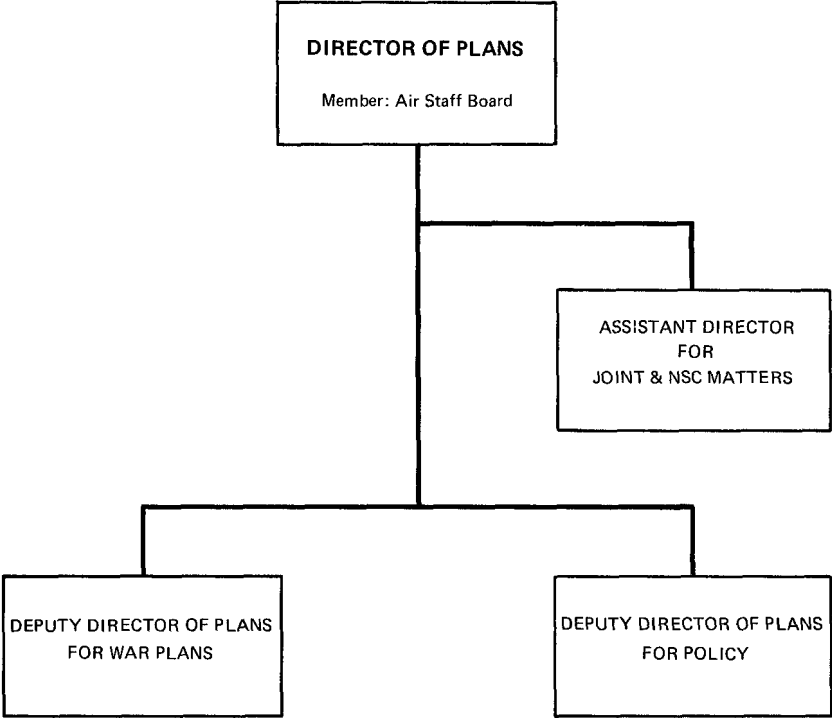 DIRECTOR OF PLANS
Member: Air Staff Board
ASSISTANT DIRECTOR
FOR
JOINT & NSC MATTERS
DEPUTY DIRECTOR OF PLANS
FOR WAR PLANS
DEPUTY DIRECTOR OF PLANS
FOR POLICY